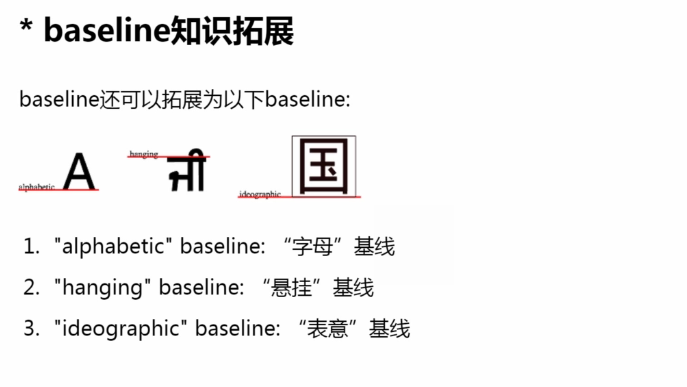 * baseline知识拓展
baseline还可以拓展为以下baseline:
alphabetic A hanging जी ideographic 国
1. "alphabetic" baseline: “字母”基线
2. "hanging" baseline: “悬挂”基线
3. "ideographic" baseline: “表意”基线